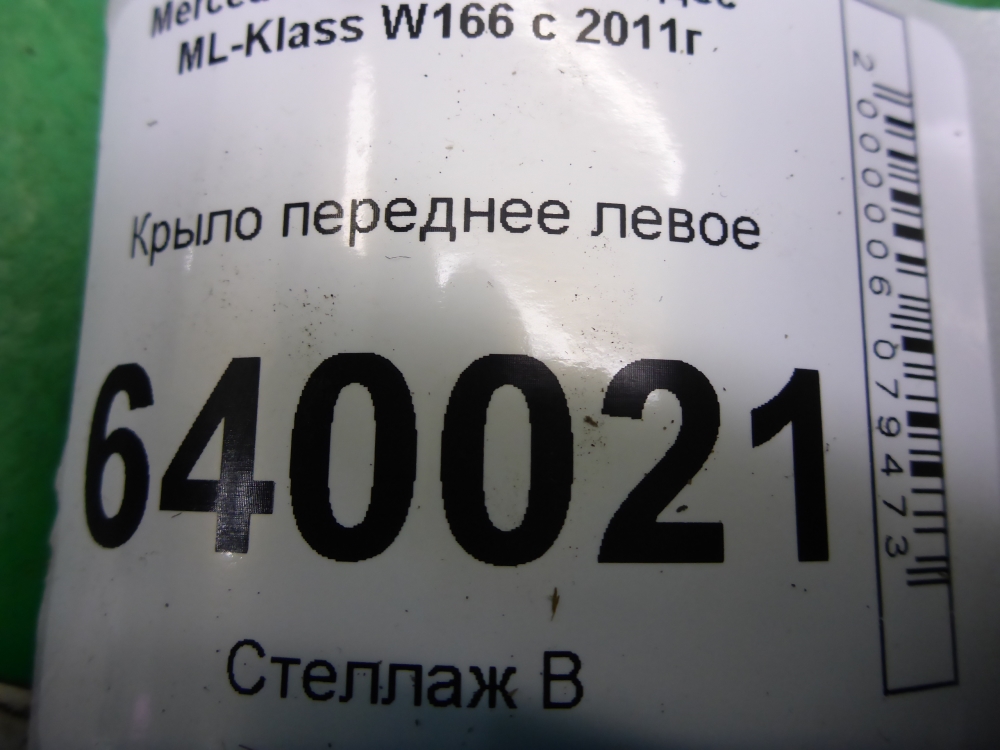 ML-Klass W166 с 2011г
Крыло переднее левое
640021
Стеллаж В
2000006079473